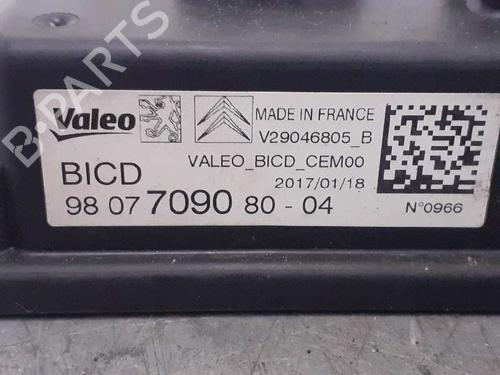 B-PARTS
Valeo
MADE IN FRANCE
V29046805_B
VALEO_BICD_CEM00
BICD
2017/01/18
98 07 7090 80 - 04
N°0966